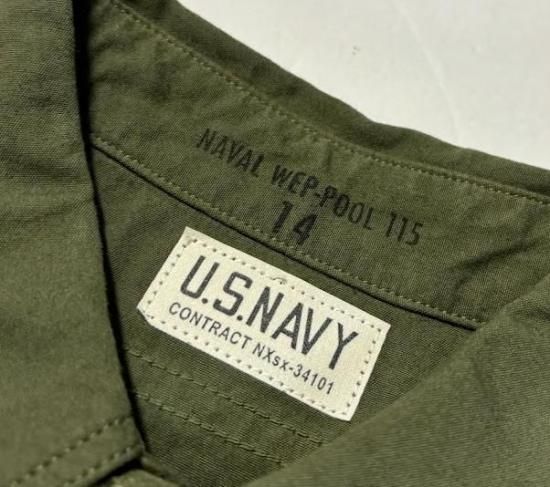 NAVAL WEP-POOL 115
14
U.S.NAVY
CONTRACT NXsx-34101